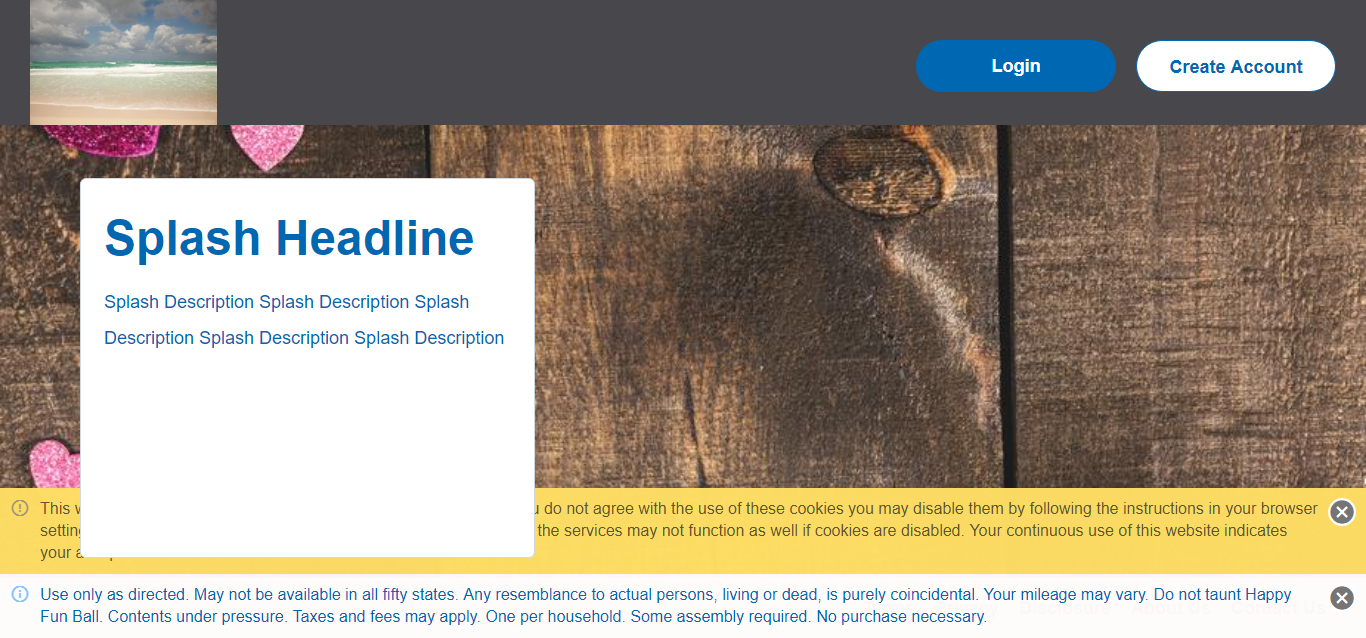 Login
Create Account
Splash Headline
Splash Description Splash Description Splash
Description Splash Description Splash Description
This
do not agree with the use of these cookies you may disable them by following the instructions in your browser
the services may not function as well if cookies are disabled. Your continuous use of this website indicates
your
Use only as directed. May not be available in all fifty states. Any resemblance to actual persons, living or dead, is purely coincidental. Your mileage may vary. Do not taunt Happy
Fun Ball. Contents under pressure. Taxes and fees may apply. One per household. Some assembly required. No purchase necessary.